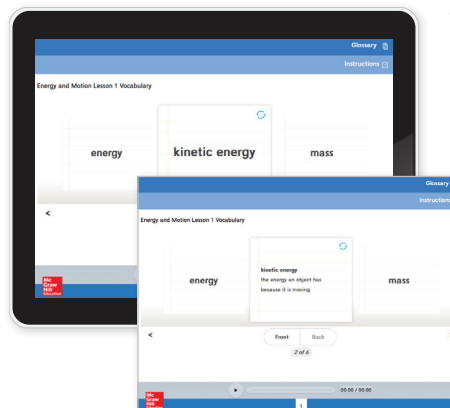 Glossary
Instructions
Energy and Motion Lesson 1 Vocabulary
energy
kinetic energy
mass
<
Mc
Graw
Hill
Education
Glossary
Instructions
Energy and Motion Lesson 1 Vocabulary
energy
kinetic energy
the energy an object has
because it is moving
mass
<
Front Back
2 of 6
00:00 / 00:00
Mc
Graw
Hill
1